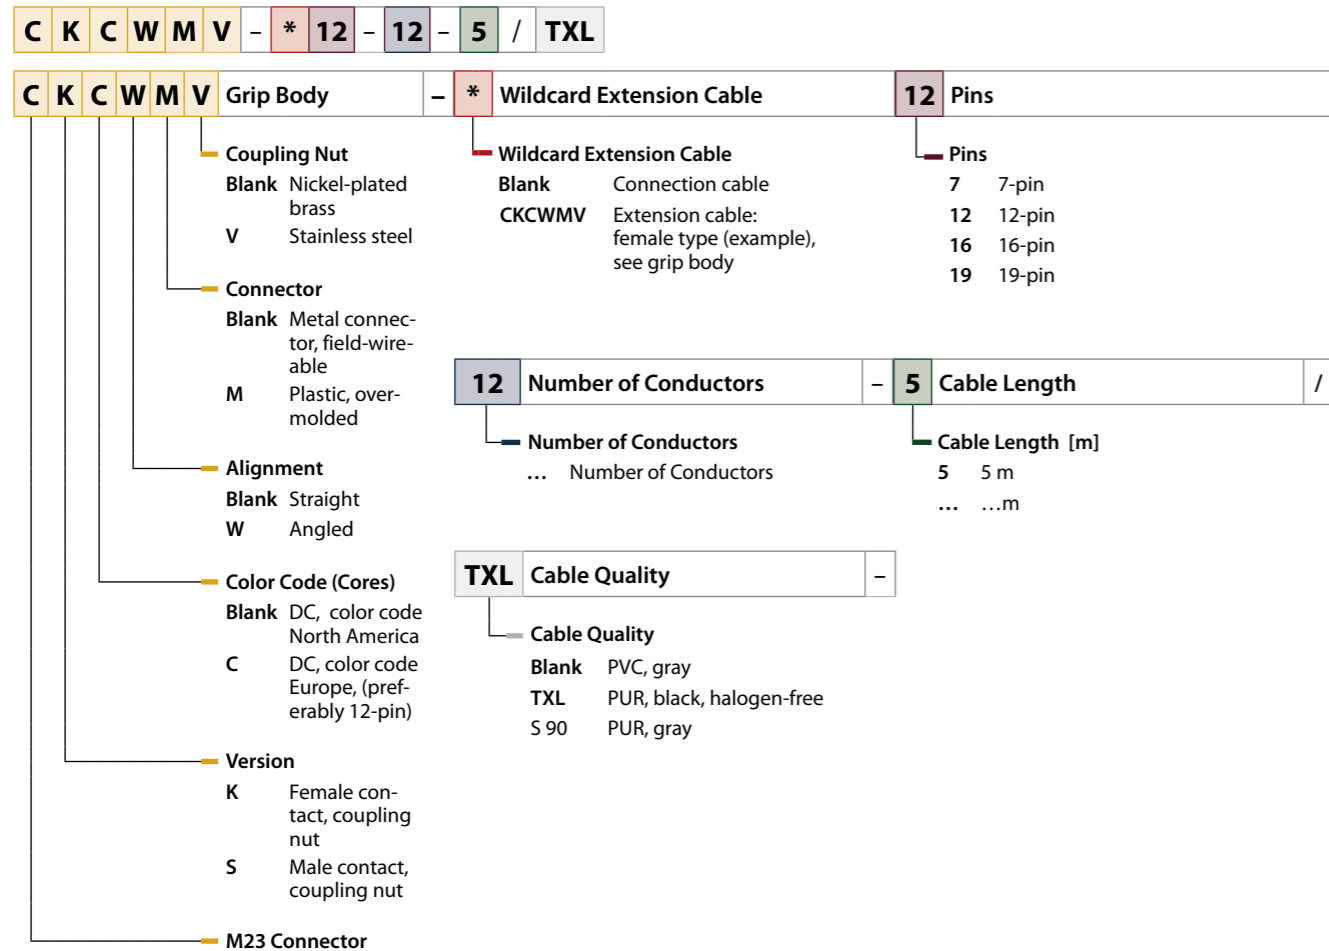 C K C W M V – * 12 – 12 – 5 / TXL
C K C W M V Grip Body – * Wildcard Extension Cable 12 Pins
Coupling Nut
Blank Nickel-plated
brass
V Stainless steel
Connector
Blank Metal connec-
tor, field-wire-
able
M Plastic, over-
molded
Alignment
Blank Straight
W Angled
Color Code (Cores)
Blank DC, color code
North America
C DC, color code
Europe, (pref-
erably 12-pin)
Version
K Female con-
tact, coupling
nut
S Male contact,
coupling nut
M23 Connector
Wildcard Extension Cable
Blank Connection cable
CKCWMV Extension cable:
female type (example),
see grip body
Pins
7 7-pin
12 12-pin
16 16-pin
19 19-pin
12 Number of Conductors – 5 Cable Length /
Number of Conductors
... Number of Conductors
Cable Length [m]
5 5 m
... ...m
TXL Cable Quality –
Cable Quality
Blank PVC, gray
TXL PUR, black, halogen-free
S 90 PUR, gray